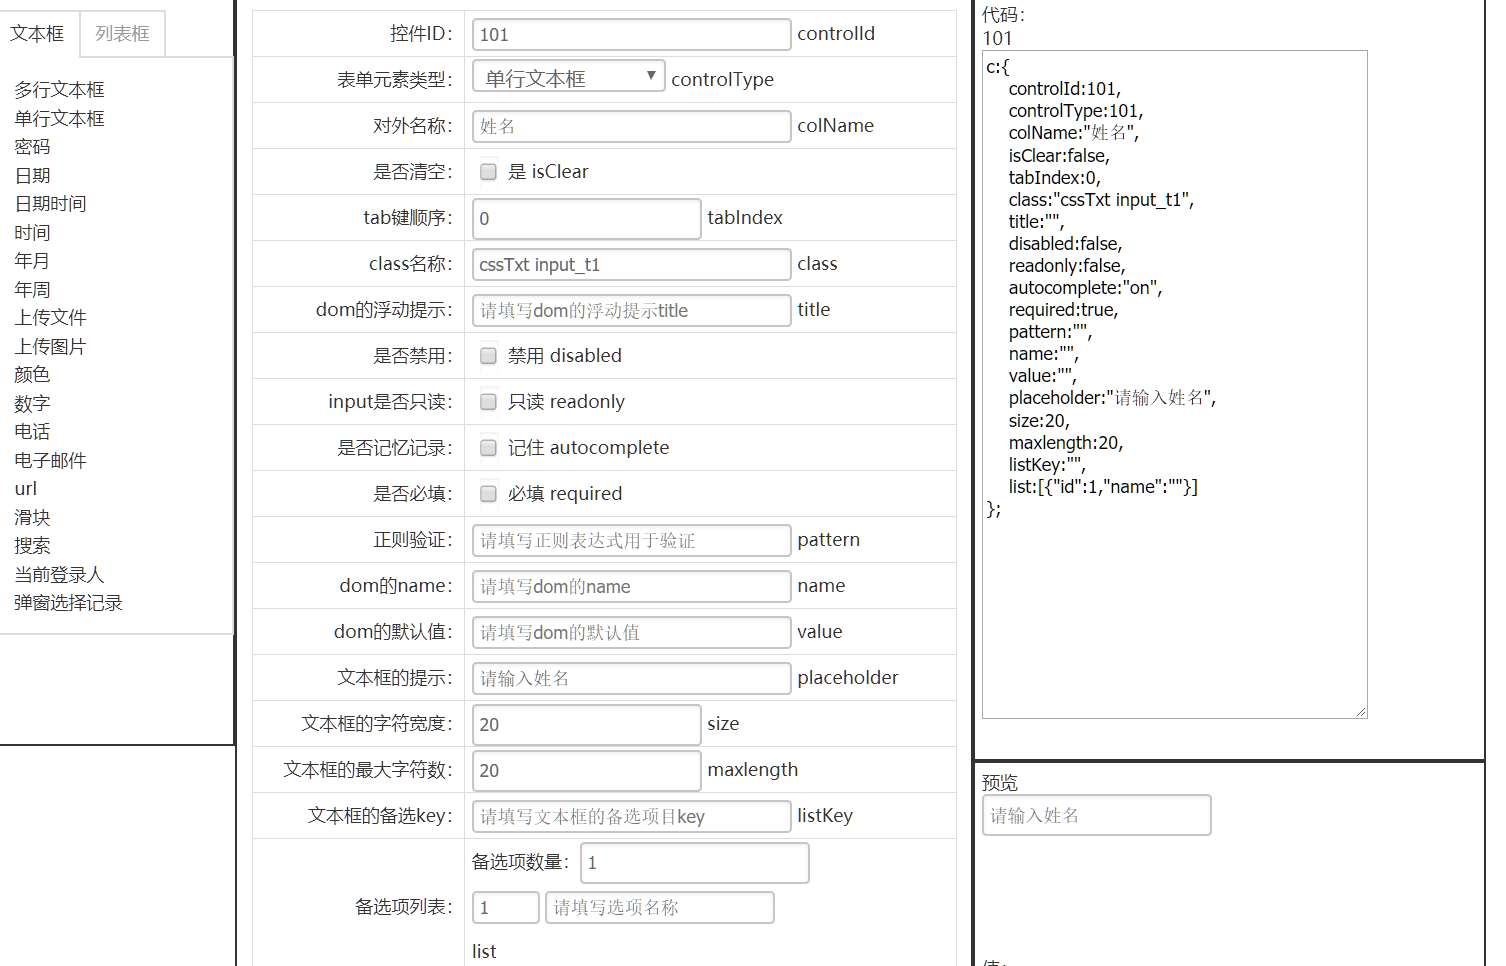 文本框 列表框
多行文本框
单行文本框
密码
日期
日期时间
时间
年月
年周
上传文件
上传图片
颜色
数字
电话
电子邮件
url
滑块
搜索
当前登录人
弹窗选择记录
控件ID： 101 controlId
表单元素类型： 单行文本框 controlType
对外名称： 姓名 colName
是否清空： 是 isClear
tab键顺序： 0 tabIndex
class名称： cssTxt input_t1 class
dom的浮动提示： 请填写dom的浮动提示title title
是否禁用： 禁用 disabled
input是否只读： 只读 readonly
是否记忆记录： 记住 autocomplete
是否必填： 必填 required
正则验证： 请填写正则表达式用于验证 pattern
dom的name： 请填写dom的name name
dom的默认值： 请填写dom的默认值 value
文本框的提示： 请输入姓名 placeholder
文本框的字符宽度： 20 size
文本框的最大字符数： 20 maxlength
文本框的备选key： 请填写文本框的备选项目key listKey
备选项数量： 1
备选项列表： 1 请填写选项名称
list
代码：
101
c:{
controlId:101,
controlType:101,
colName:"姓名",
isClear:false,
tabIndex:0,
class:"cssTxt input_t1",
title:"",
disabled:false,
readonly:false,
autocomplete:"on",
required:true,
pattern:"",
name:"",
value:"",
placeholder:"请输入姓名",
size:20,
maxlength:20,
listKey:"",
list:[{"id":1,"name":""}]
};
预览
请输入姓名